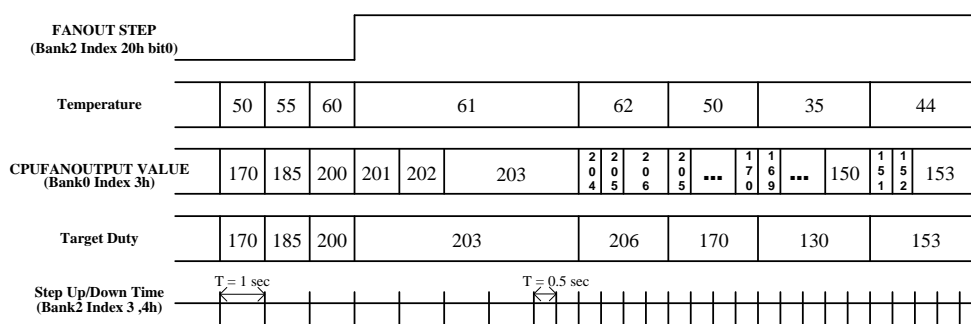 FANOUT STEP
(Bank2 Index 20h bit0)
Temperature 50 55 60 61 62 50 35 44
CPUFANOUTPUT VALUE
(Bank0 Index 3h)
170 185 200 201 202 203 204 205 206 205 ... 170 169 ... 150 151 152 153
Target Duty 170 185 200 203 206 170 130 153
T = 1 sec T = 0.5 sec
Step Up/Down Time
(Bank2 Index 3 ,4h)